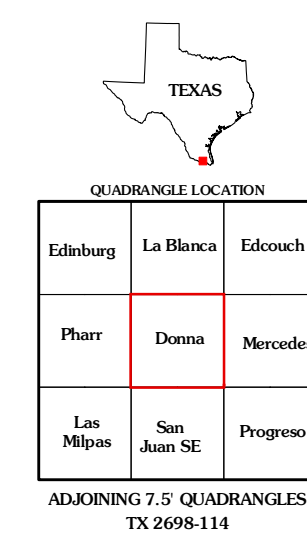 TEXAS
QUADRANGLE LOCATION
Edinburg La Blanca Edcouch
Pharr Donna Mercedes
Las Milpas San Juan SE Progreso
ADJOINING 7.5' QUADRANGLES
TX 2698-114